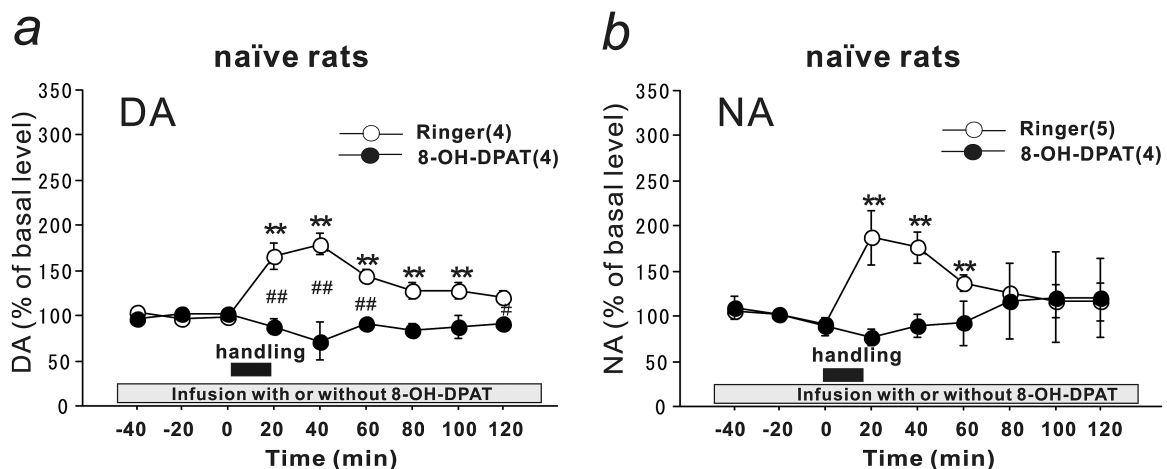 a
naïve rats
DA
Ringer(4)
8-OH-DPAT(4)
DA (% of basal level)
350
300
250
200
150
100
50
0
** ** ** ** **
## ## ## #
handling
Infusion with or without 8-OH-DPAT
-40 -20 0 20 40 60 80 100 120
Time (min)
b
naïve rats
NA
Ringer(5)
8-OH-DPAT(4)
NA (% of basal level)
350
300
250
200
150
100
50
0
** ** **
handling
Infusion with or without 8-OH-DPAT
-40 -20 0 20 40 60 80 100 120
Time (min)